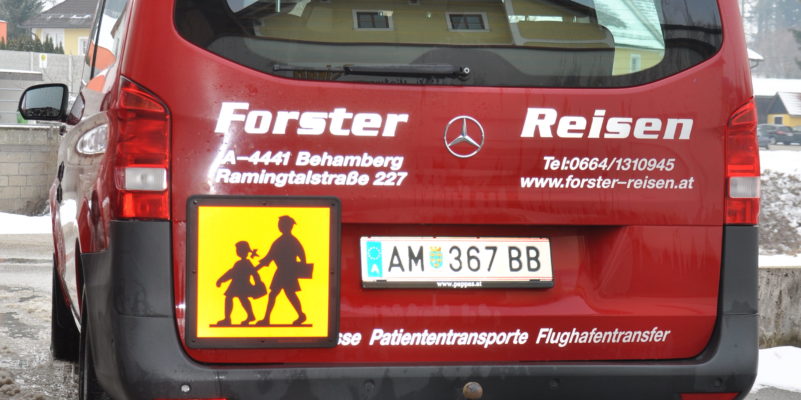 Forster Reisen
A-4441 Behamberg
Ramingtalstraße 227
Tel:0664/1310945
www.forster-reisen.at
A
AM 367 BB
www.pappas.at
sse Patiententransporte Flughafentransfer